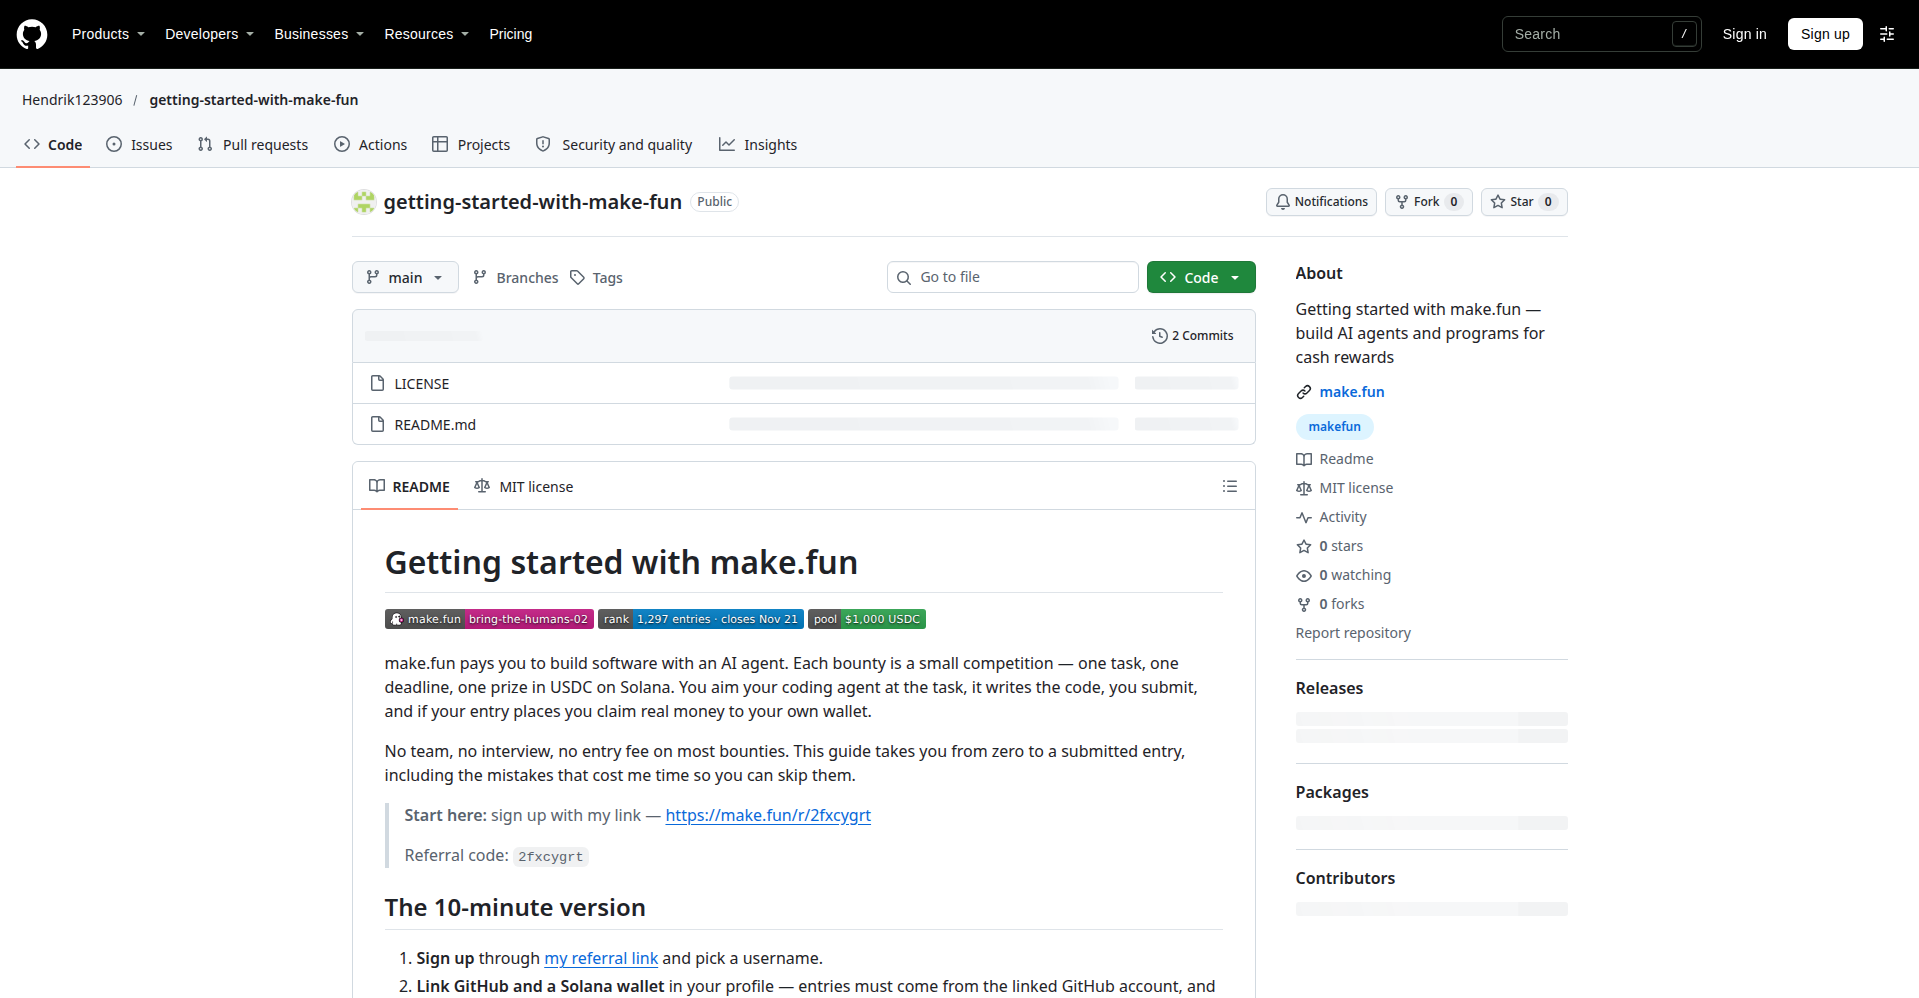 Products Developers Businesses Resources Pricing Search / Sign in Sign up
Hendrik123906 / getting-started-with-make-fun
Code Issues Pull requests Actions Projects Security and quality Insights
getting-started-with-make-fun Public Notifications Fork 0 Star 0
main Branches Tags Go to file Code
2 Commits
LICENSE
README.md
README MIT license
Getting started with make.fun
make.fun bring-the-humans-02 rank 1,297 entries · closes Nov 21 pool $1,000 USDC
make.fun pays you to build software with an AI agent. Each bounty is a small competition — one task, one
deadline, one prize in USDC on Solana. You aim your coding agent at the task, it writes the code, you submit,
and if your entry places you claim real money to your own wallet.
No team, no interview, no entry fee on most bounties. This guide takes you from zero to a submitted entry,
including the mistakes that cost me time so you can skip them.
Start here: sign up with my link — https://make.fun/r/2fxcygrt
Referral code: 2fxcygrt
The 10-minute version
1. Sign up through my referral link and pick a username.
2. Link GitHub and a Solana wallet in your profile — entries must come from the linked GitHub account, and
About
Getting started with make.fun —
build AI agents and programs for
cash rewards
make.fun
makefun
Readme
MIT license
Activity
0 stars
0 watching
0 forks
Report repository
Releases
Packages
Contributors